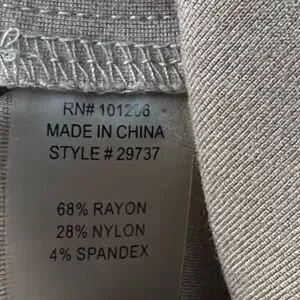 RN# 101206
MADE IN CHINA
STYLE # 29737
68% RAYON
28% NYLON
4% SPANDEX